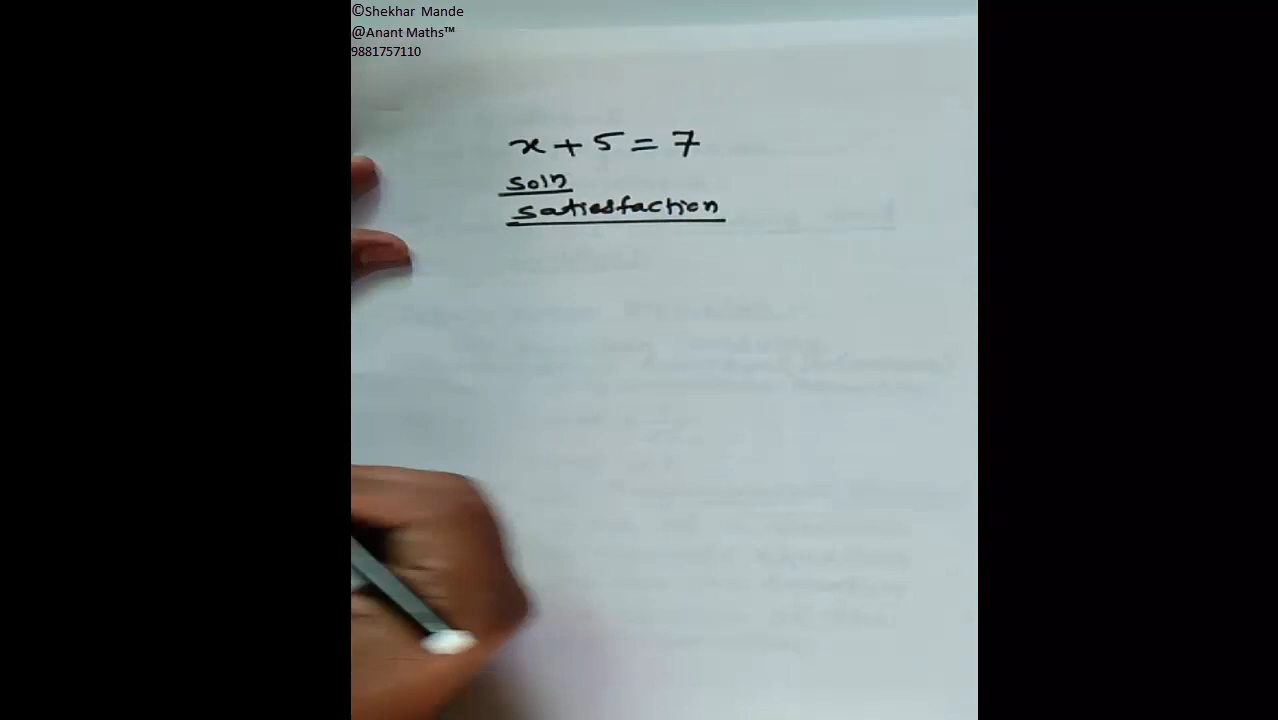 ©Shekhar Mande
@Anant Maths™
9881757110
x + 5 = 7
soln
satiesfaction